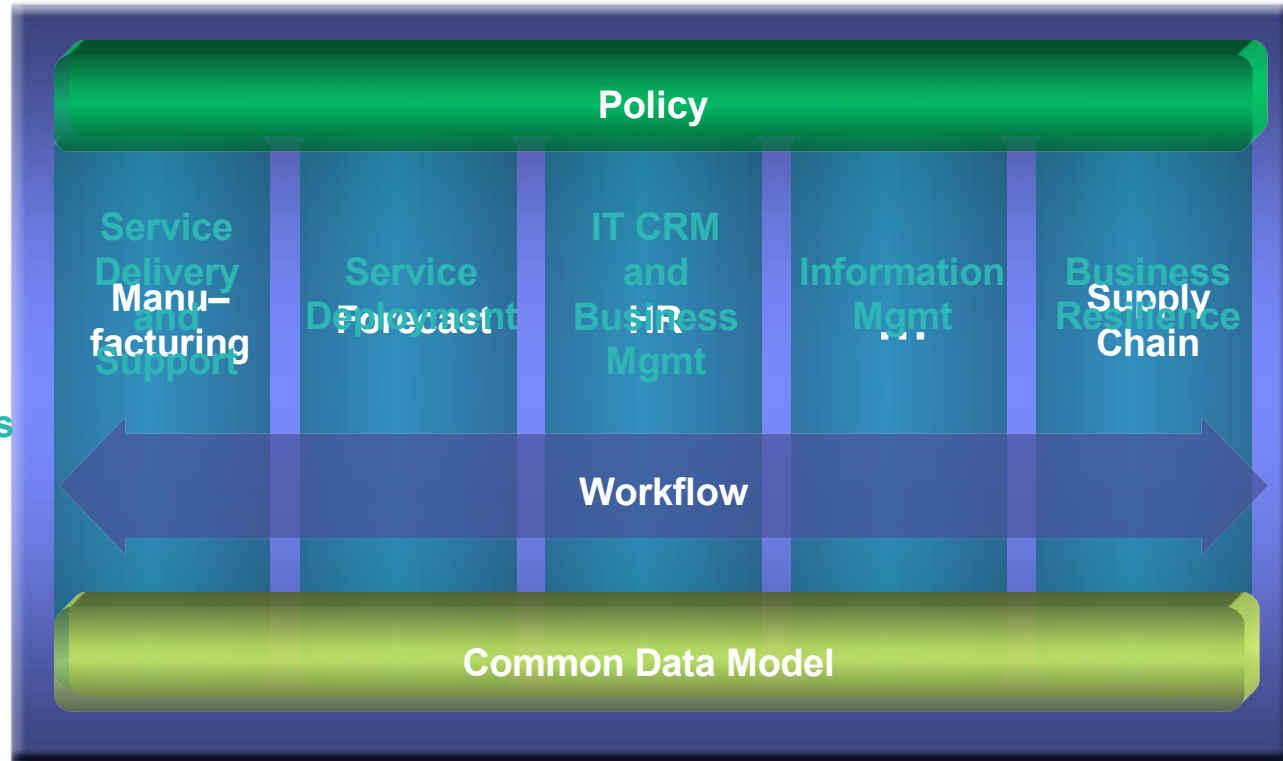 Policy
Service
Delivery
and
Support
Manu–
facturing
Service
Deployment
Forecast
IT CRM
and
Business
Mgmt
HR
Information
Mgmt
...
Business
Resilience
Supply
Chain
s
Workflow
Common Data Model